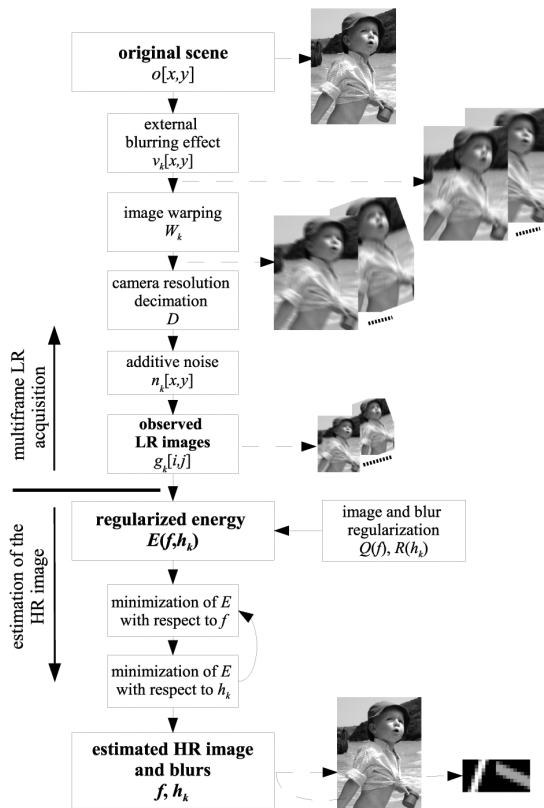 original scene
o[x,y]
external
blurring effect
v_k[x,y]
image warping
W_k
camera resolution
decimation
D
additive noise
n_k[x,y]
observed
LR images
g_k[i,j]
multiframe LR
acquisition
regularized energy
E(f,h_k)
image and blur
regularization
Q(f), R(h_k)
estimation of the
HR image
minimization of E
with respect to f
minimization of E
with respect to h_k
estimated HR image
and blurs
f, h_k